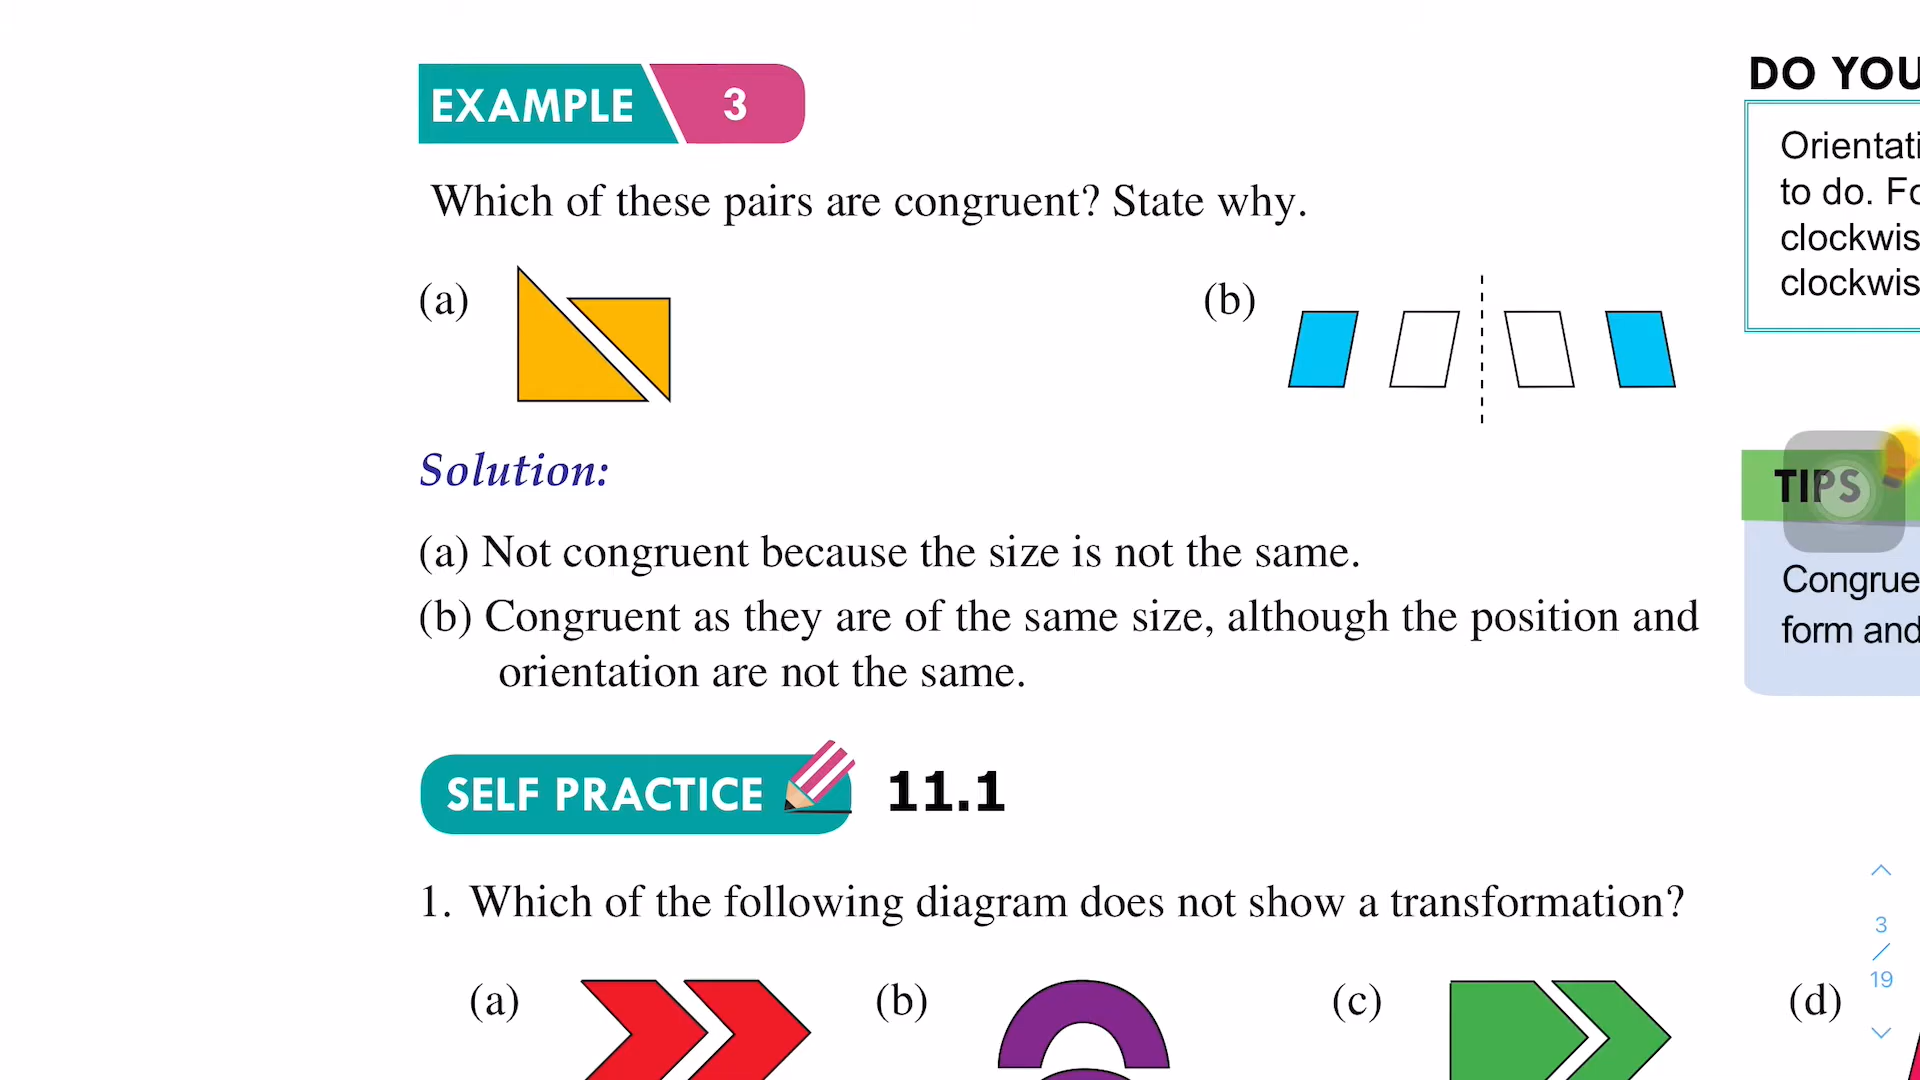 EXAMPLE 3
Which of these pairs are congruent? State why.
(a)
(b)
Solution:
(a) Not congruent because the size is not the same.
(b) Congruent as they are of the same size, although the position and
orientation are not the same.
SELF PRACTICE 11.1
1. Which of the following diagram does not show a transformation?
(a)
(b)
(c)
(d)
DO YOU
Orientati
to do. Fo
clockwis
clockwis
TIPS
Congrue
form and
3
/
19